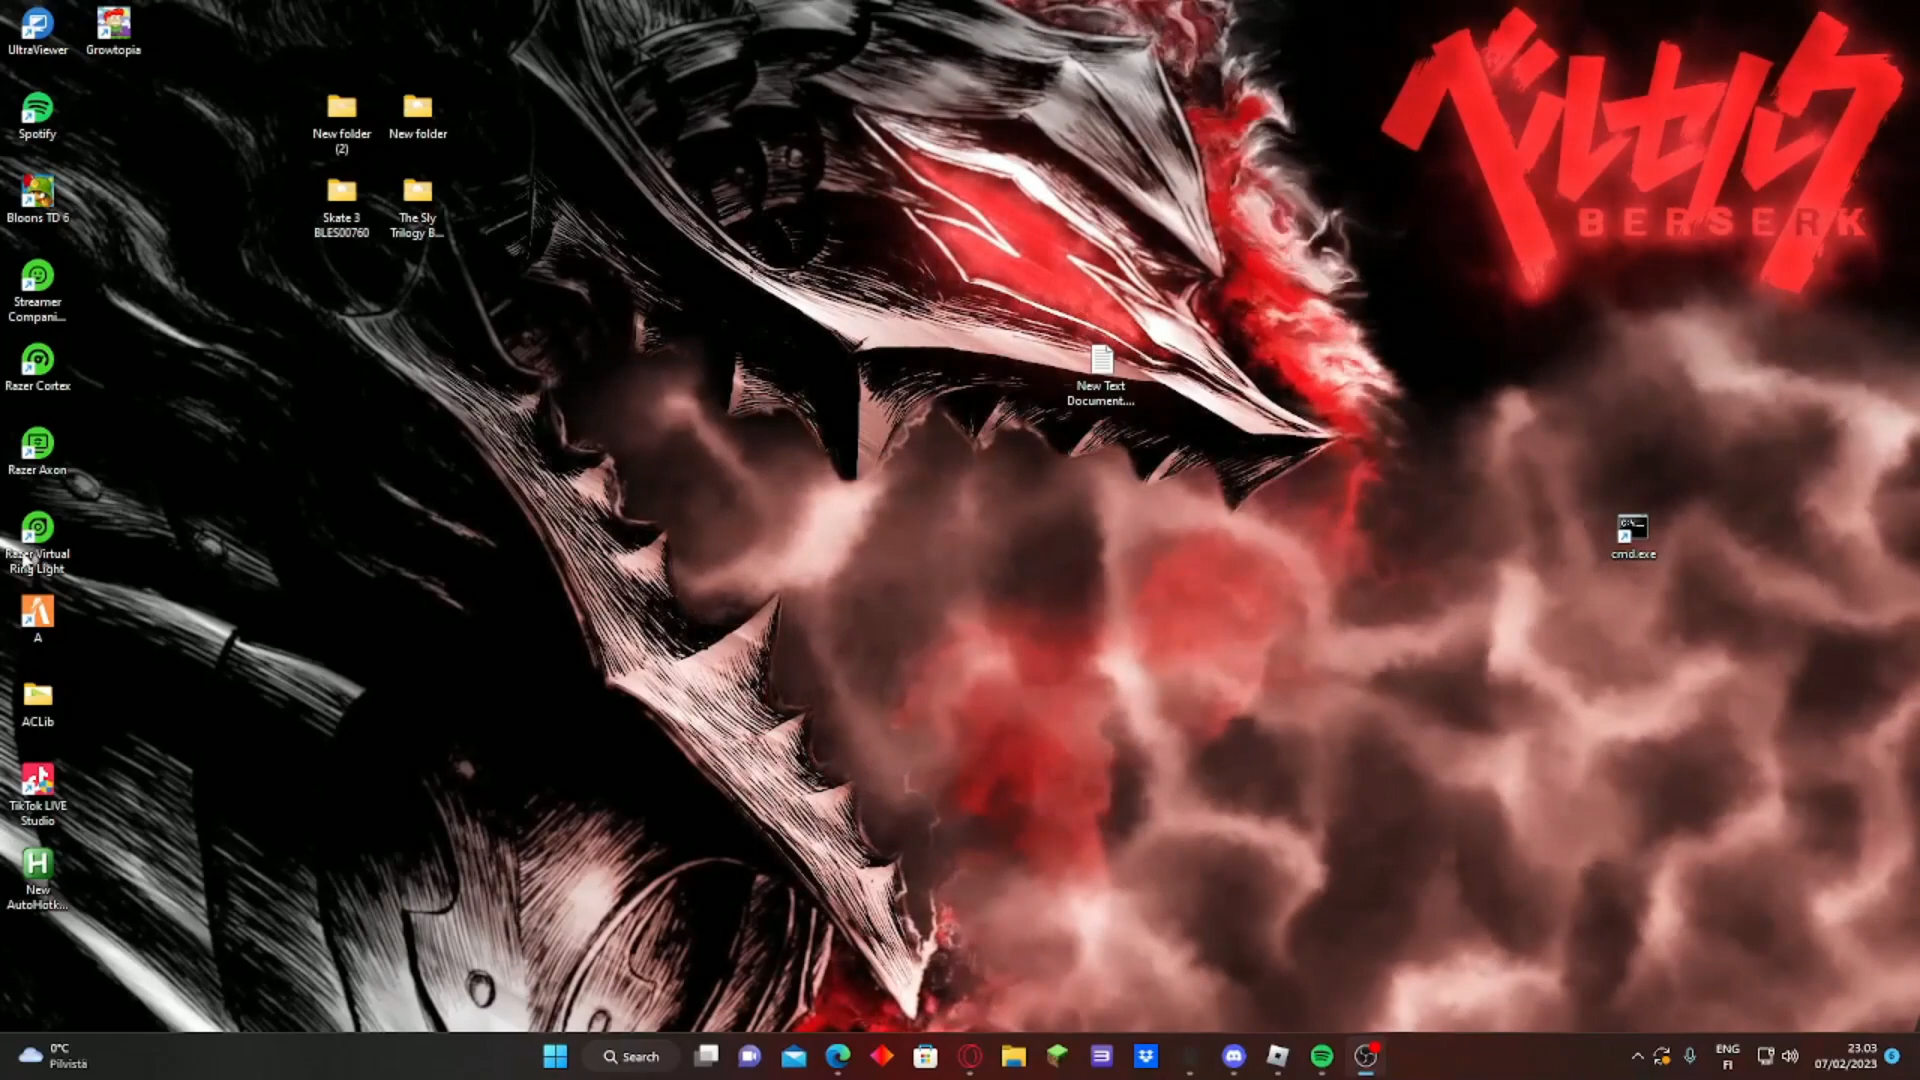 UltraViewer
Growtopia
Spotify
New folder
(2)
New folder
Bloons TD 6
Skate 3
BLES00760
The Sly
Trilogy B...
Streamer
Compani...
Razer Cortex
Razer Axon
Razer Virtual
Ring Light
A
ACLib
TikTok LIVE
Studio
H
New
AutoHotk...
New Text
Document....
C:\
cmd.exe
ベルセルク
BERSERK
0°C
Pilvistä
Search
ENG
FI
23.03
07/02/2023
6